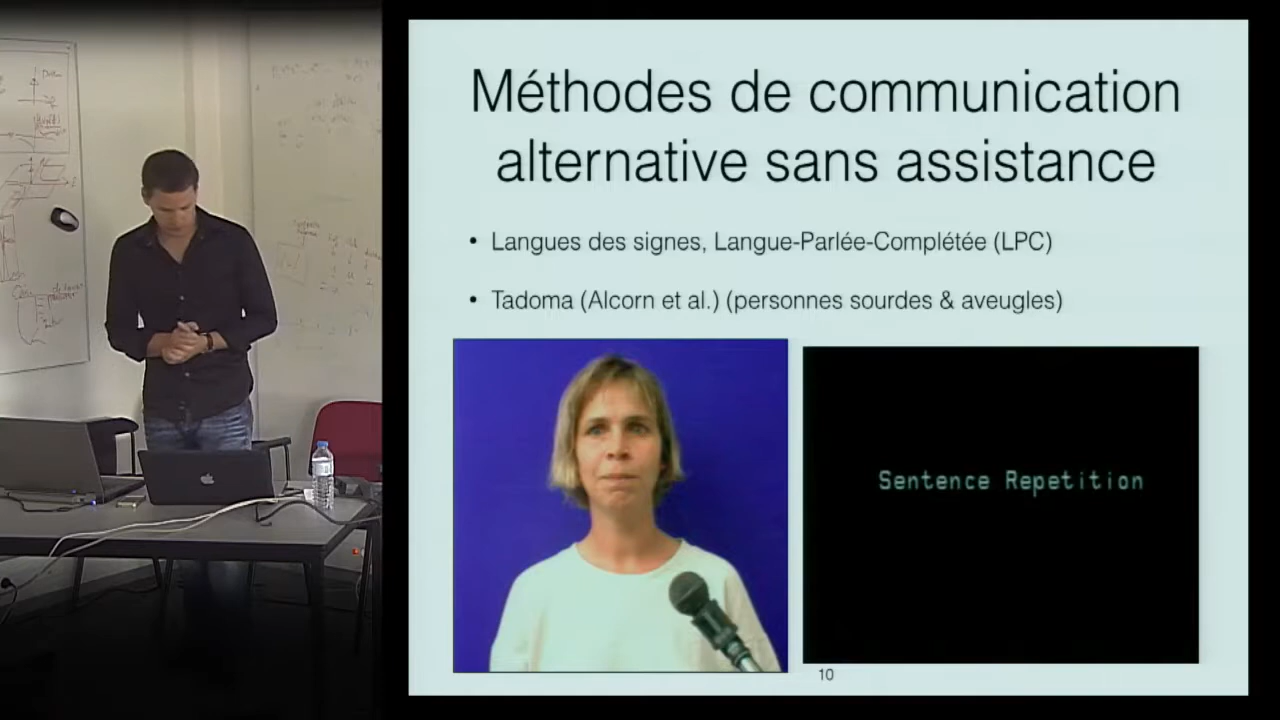 Méthodes de communication
alternative sans assistance
• Langues des signes, Langue-Parlée-Complétée (LPC)
• Tadoma (Alcorn et al.) (personnes sourdes & aveugles)
Sentence Repetition
10